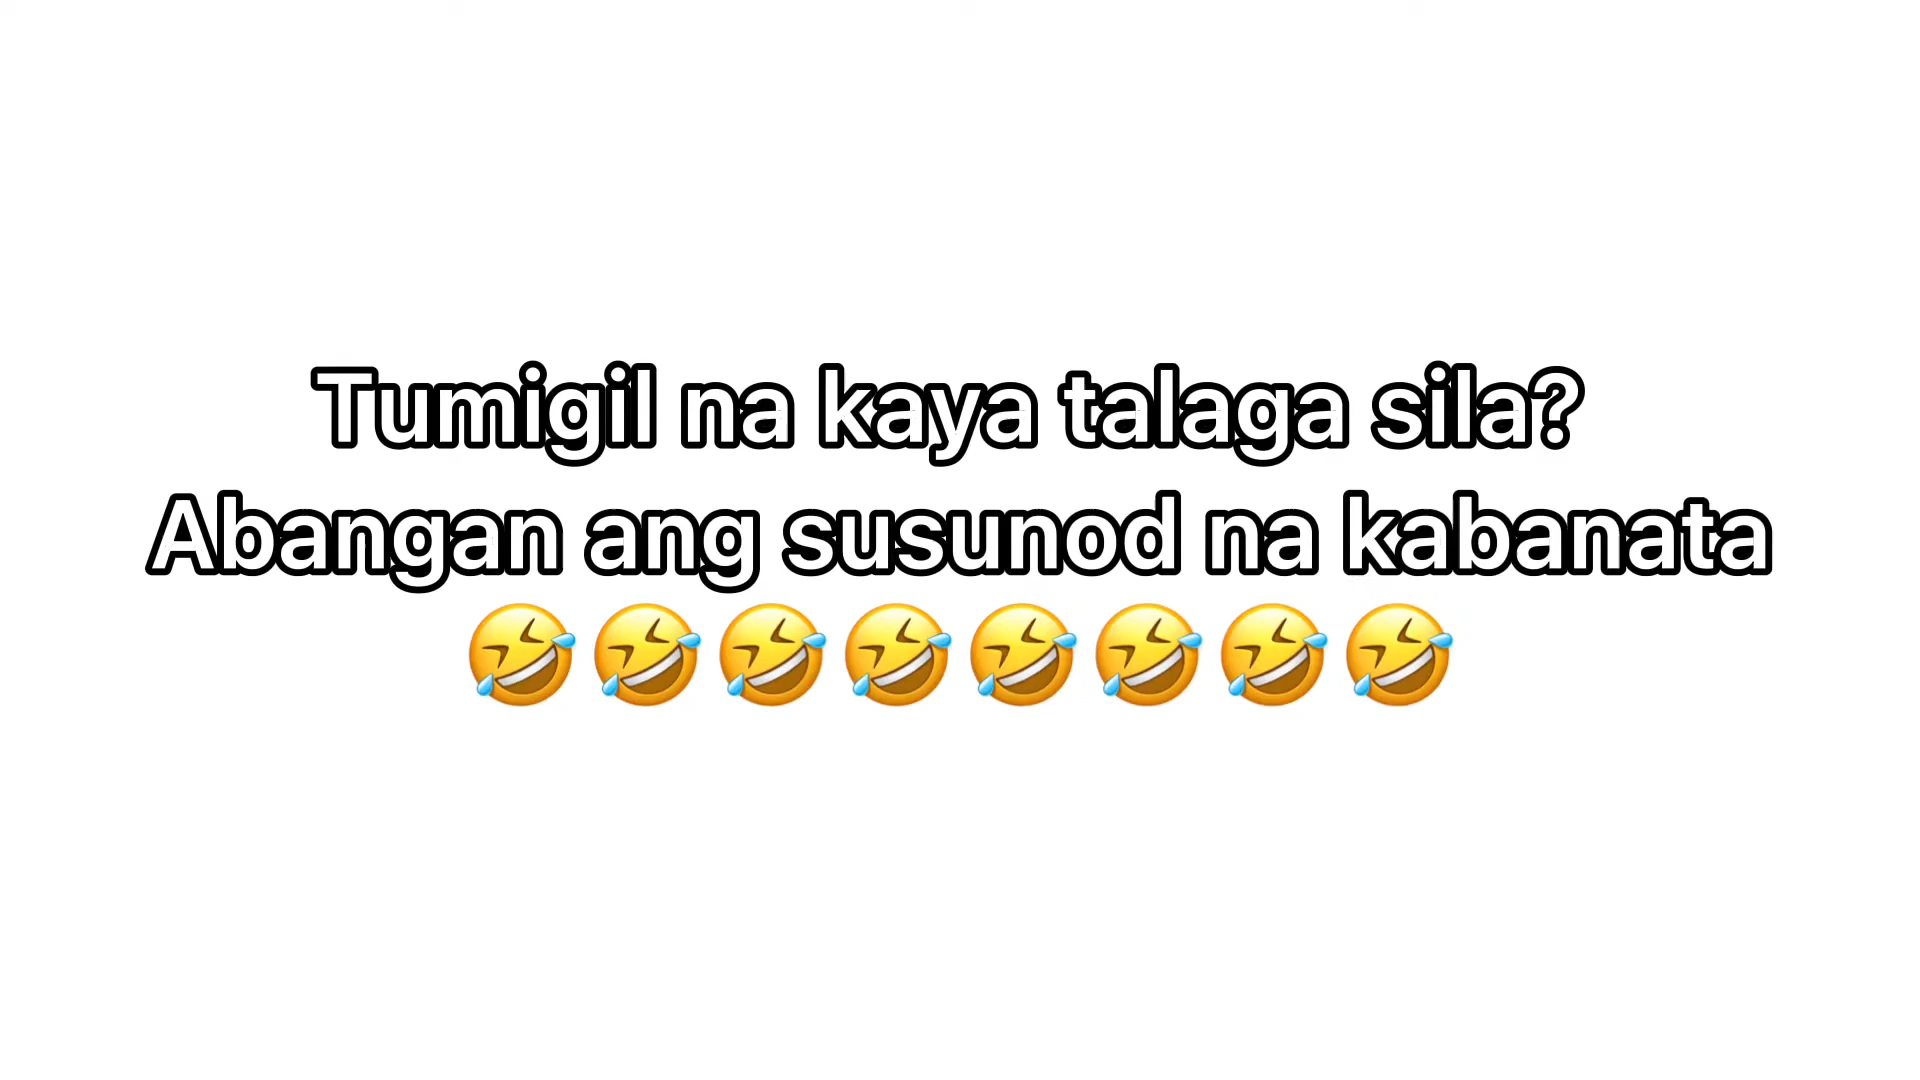 Tumigil na kaya talaga sila?
Abangan ang susunod na kabanata
🤣🤣🤣🤣🤣🤣🤣🤣